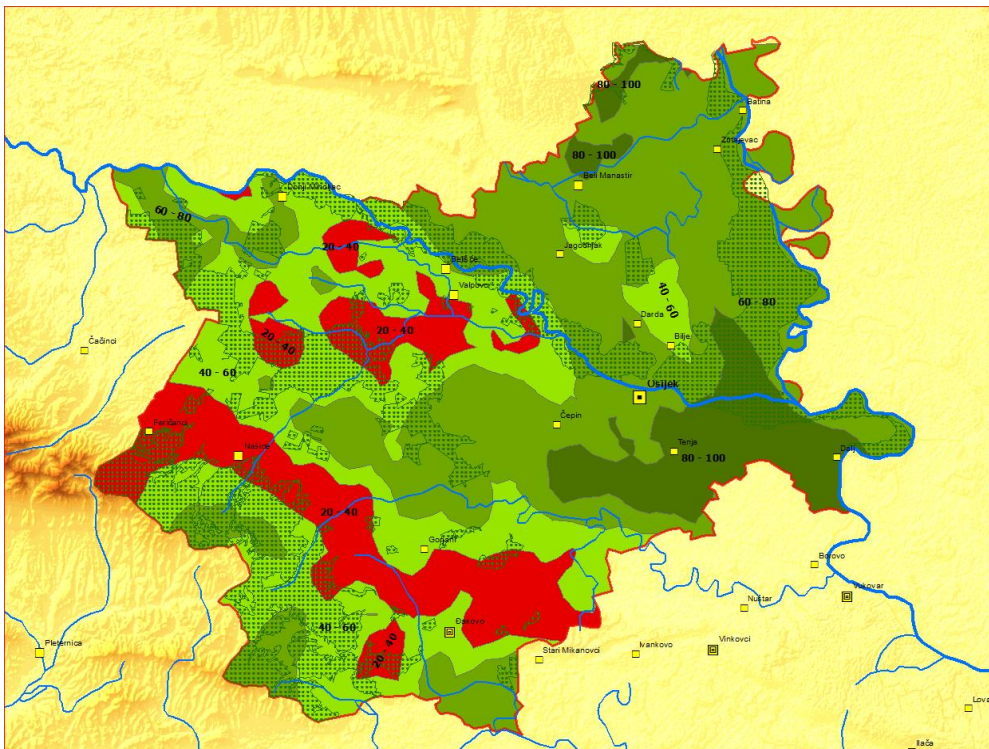 80 - 100
Batina
Zmajevac
80 - 100
Beli Manastir
Donji Miholjac
60 - 80
20 - 40
Jagodnjak
Belišće
Valpovo
40 - 60
60 - 80
20 - 40
Darda
20 - 40
Bilje
Čačinci
40 - 60
Osijek
Čepin
Feričanci
Našice
Tenja
80 - 100
Dalj
20 - 40
Gorjani
Borovo
Vukovar
Nuštar
40 - 60
Đakovo
20 - 40
Pleternica
Stari Mikanovci
Ivankovo
Vinkovci
Lova
Ilača